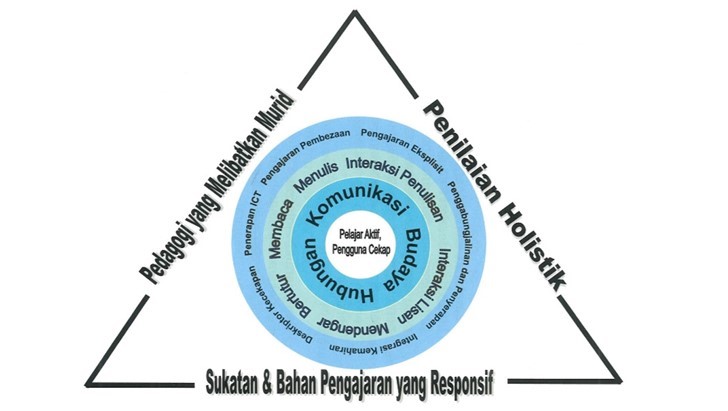 Pedagogi yang Melibatkan Murid
Penilaian Holistik
Sukatan & Bahan Pengajaran yang Responsif
Penerapan ICT
Pengajaran Pembezaan
Pengajaran Eksplisit
Penggabungjalinan dan Penyerapan
Integrasi Kemahiran
Deskriptor Kecekapan
Membaca
Menulis
Interaksi Penulisan
Interaksi Lisan
Mendengar
Bertutur
Komunikasi
Budaya
Hubungan
Pelajar Aktif,
Pengguna Cekap